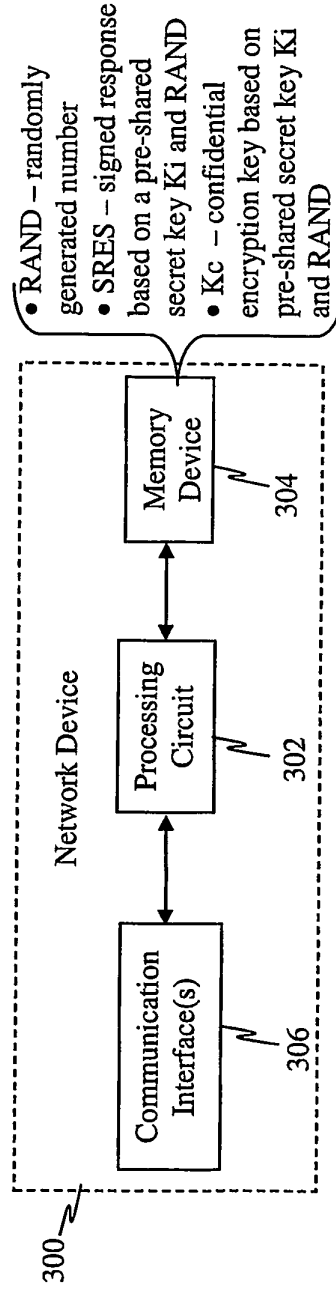 300
Network Device
Communication
Interface(s)
306
Processing
Circuit
302
Memory
Device
304
• RAND – randomly
generated number
• SRES – signed response
based on a pre-shared
secret key Ki and RAND
• Kc – confidential
encryption key based on
pre-shared secret key Ki
and RAND